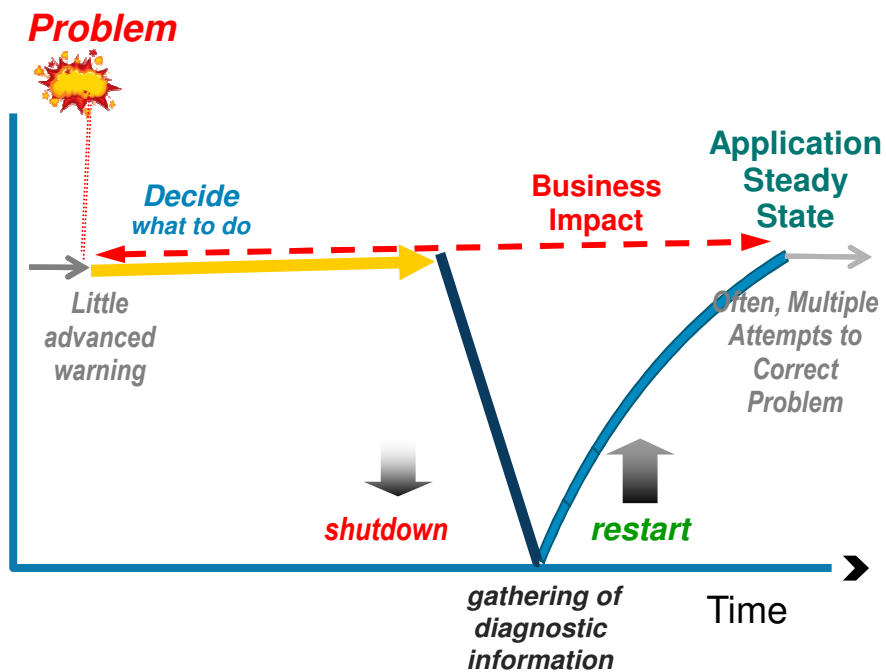 Problem
Decide
what to do
Business
Impact
Application
Steady
State
Little
advanced
warning
Often, Multiple
Attempts to
Correct
Problem
shutdown
restart
gathering of
diagnostic
information
Time